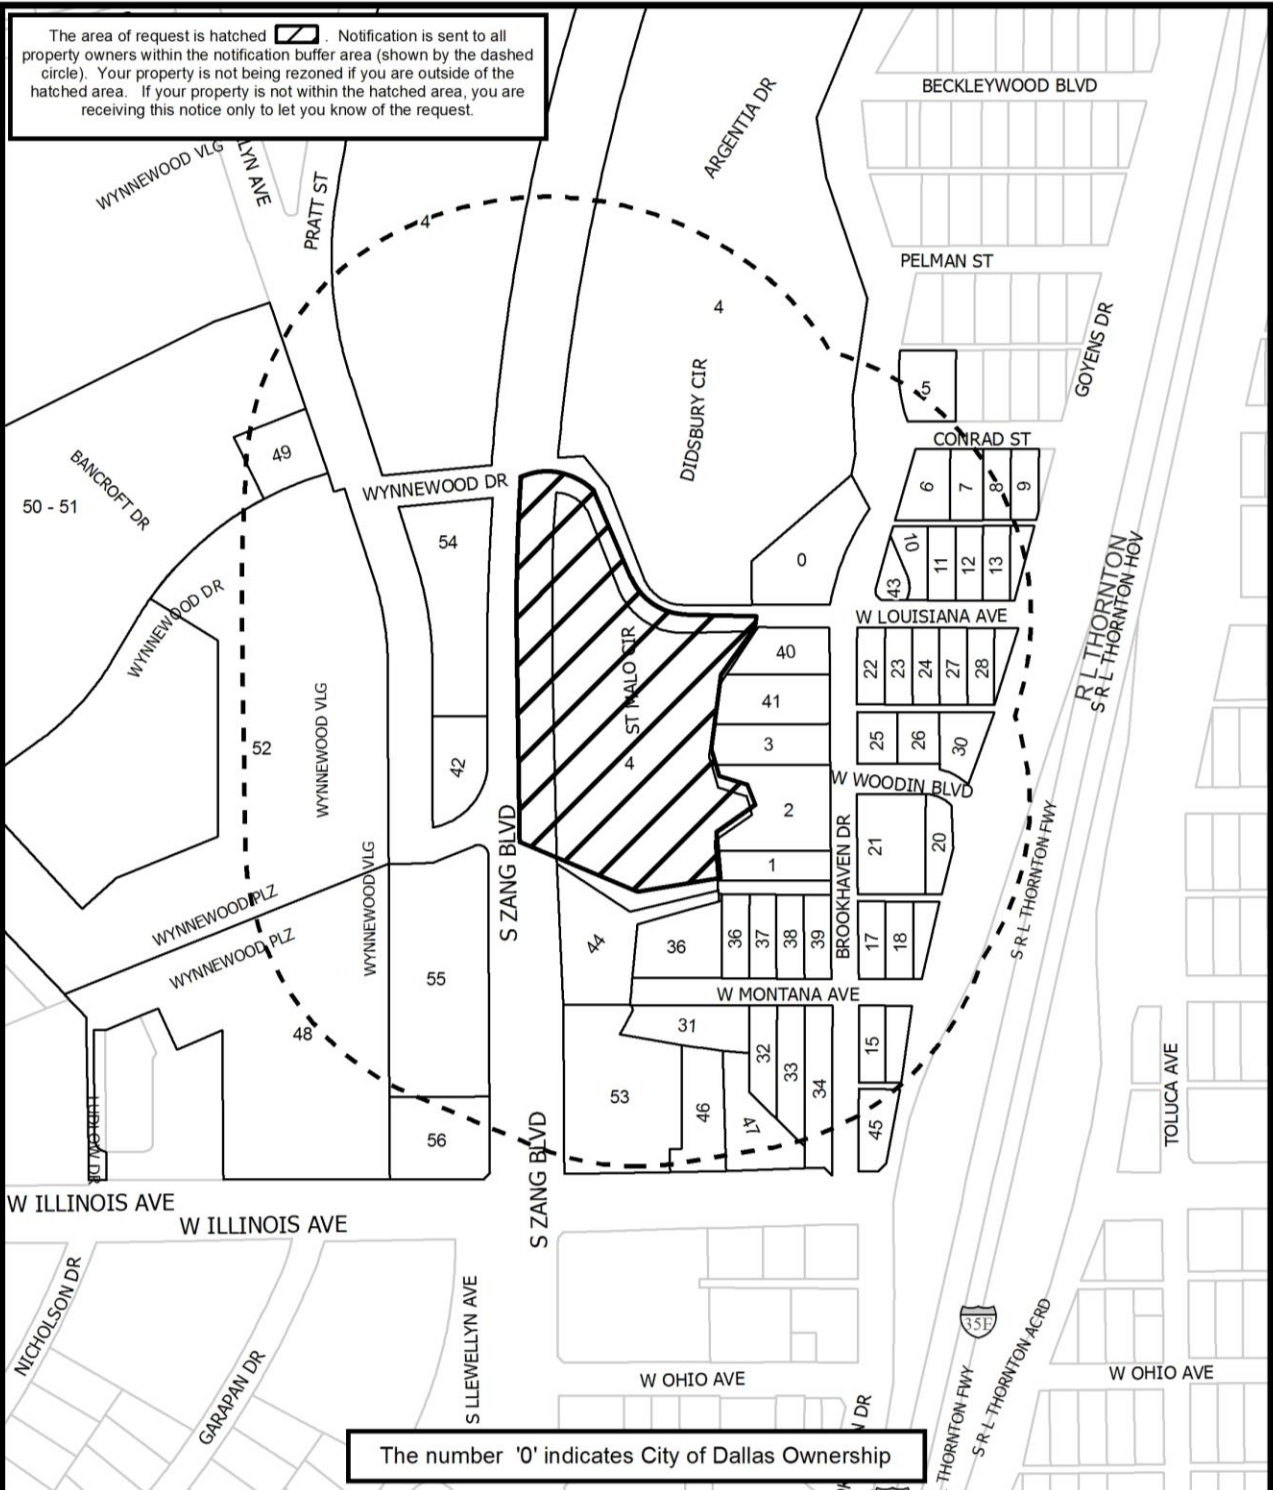 The area of request is hatched . Notification is sent to all
property owners within the notification buffer area (shown by the dashed
circle). Your property is not being rezoned if you are outside of the
hatched area. If your property is not within the hatched area, you are
receiving this notice only to let you know of the request.
BECKLEYWOOD BLVD
ARGENTIA DR
WYNNEWOOD VLG
LYN AVE
PRATT ST
4
PELMAN ST
4
GOYENS DR
DIDSBURY CIR
5
CONRAD ST
49
BANCROFT DR
50 - 51
WYNNEWOOD DR
6
7
8
9
54
0
10
11
12
13
43
WYNNEWOOD DR
W LOUISIANA AVE
R L THORNTON
S R L THORNTON HOV
ST MALO CIR
40
22
23
24
27
28
41
WYNNEWOOD VLG
52
3
25
26
30
42
4
W WOODIN BLVD
2
S ZANG BLVD
BROOKHAVEN DR
21
20
1
S R L THORNTON FWY
WYNNEWOOD VLG
WYNNEWOOD PLZ
WYNNEWOOD PLZ
44
36
36
37
38
39
17
18
55
W MONTANA AVE
48
31
32
33
34
15
53
46
47
45
TOLUCA AVE
LUDLOW DR
56
S ZANG BLVD
W ILLINOIS AVE
W ILLINOIS AVE
NICHOLSON DR
GARAPAN DR
S LLEWELLYN AVE
35E
S R L THORNTON ACRD
W OHIO AVE
W OHIO AVE
N DR
THORNTON FWY
The number '0' indicates City of Dallas Ownership